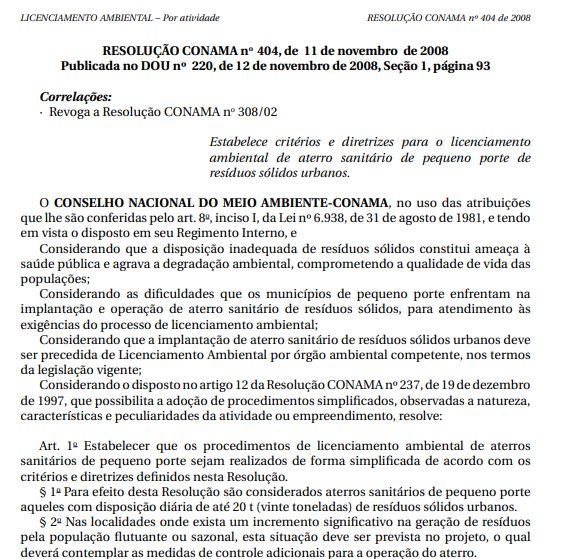 LICENCIAMENTO AMBIENTAL – Por atividade
RESOLUÇÃO CONAMA nº 404 de 2008
RESOLUÇÃO CONAMA nº 404, de 11 de novembro de 2008
Publicada no DOU nº 220, de 12 de novembro de 2008, Seção 1, página 93
Correlações:
· Revoga a Resolução CONAMA nº 308/02
Estabelece critérios e diretrizes para o licenciamento
ambiental de aterro sanitário de pequeno porte de
resíduos sólidos urbanos.
O CONSELHO NACIONAL DO MEIO AMBIENTE-CONAMA, no uso das atribuições
que lhe são conferidas pelo art. 8º, inciso I, da Lei nº 6.938, de 31 de agosto de 1981, e tendo
em vista o disposto em seu Regimento Interno, e
Considerando que a disposição inadequada de resíduos sólidos constitui ameaça à
saúde pública e agrava a degradação ambiental, comprometendo a qualidade de vida das
populações;
Considerando as dificuldades que os municípios de pequeno porte enfrentam na
implantação e operação de aterro sanitário de resíduos sólidos, para atendimento às
exigências do processo de licenciamento ambiental;
Considerando que a implantação de aterro sanitário de resíduos sólidos urbanos deve
ser precedida de Licenciamento Ambiental por órgão ambiental competente, nos termos
da legislação vigente;
Considerando o disposto no artigo 12 da Resolução CONAMA nº 237, de 19 de dezembro
de 1997, que possibilita a adoção de procedimentos simplificados, observadas a natureza,
características e peculiaridades da atividade ou empreendimento, resolve:
Art. 1º Estabelecer que os procedimentos de licenciamento ambiental de aterros
sanitários de pequeno porte sejam realizados de forma simplificada de acordo com os
critérios e diretrizes definidos nesta Resolução.
§ 1º Para efeito desta Resolução são considerados aterros sanitários de pequeno porte
aqueles com disposição diária de até 20 t (vinte toneladas) de resíduos sólidos urbanos.
§ 2º Nas localidades onde exista um incremento significativo na geração de resíduos
pela população flutuante ou sazonal, esta situação deve ser prevista no projeto, o qual
deverá contemplar as medidas de controle adicionais para a operação do aterro.